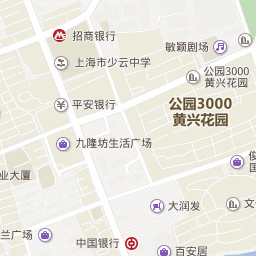 招商银行
敏颖剧场
上海市少云中学
公园3000
黄兴花园
平安银行
公园3000
黄兴花园
九隆坊生活广场
俊
国
业大厦
大润发
兰广场
中国银行
百安居